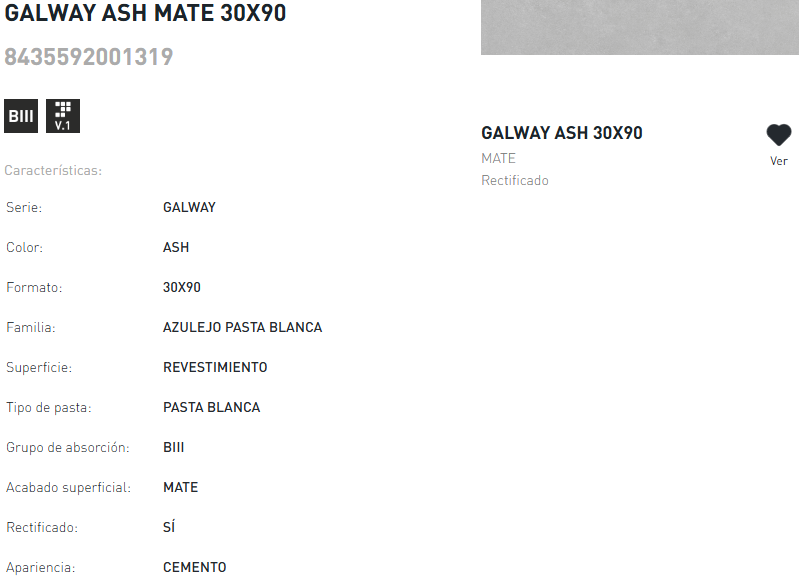 GALWAY ASH MATE 30X90
8435592001319
BIII
V.1
Características:
Serie: GALWAY
Color: ASH
Formato: 30X90
Familia: AZULEJO PASTA BLANCA
Superficie: REVESTIMIENTO
Tipo de pasta: PASTA BLANCA
Grupo de absorción: BIII
Acabado superficial: MATE
Rectificado: SÍ
Apariencia: CEMENTO
GALWAY ASH 30X90
MATE
Rectificado
Ver